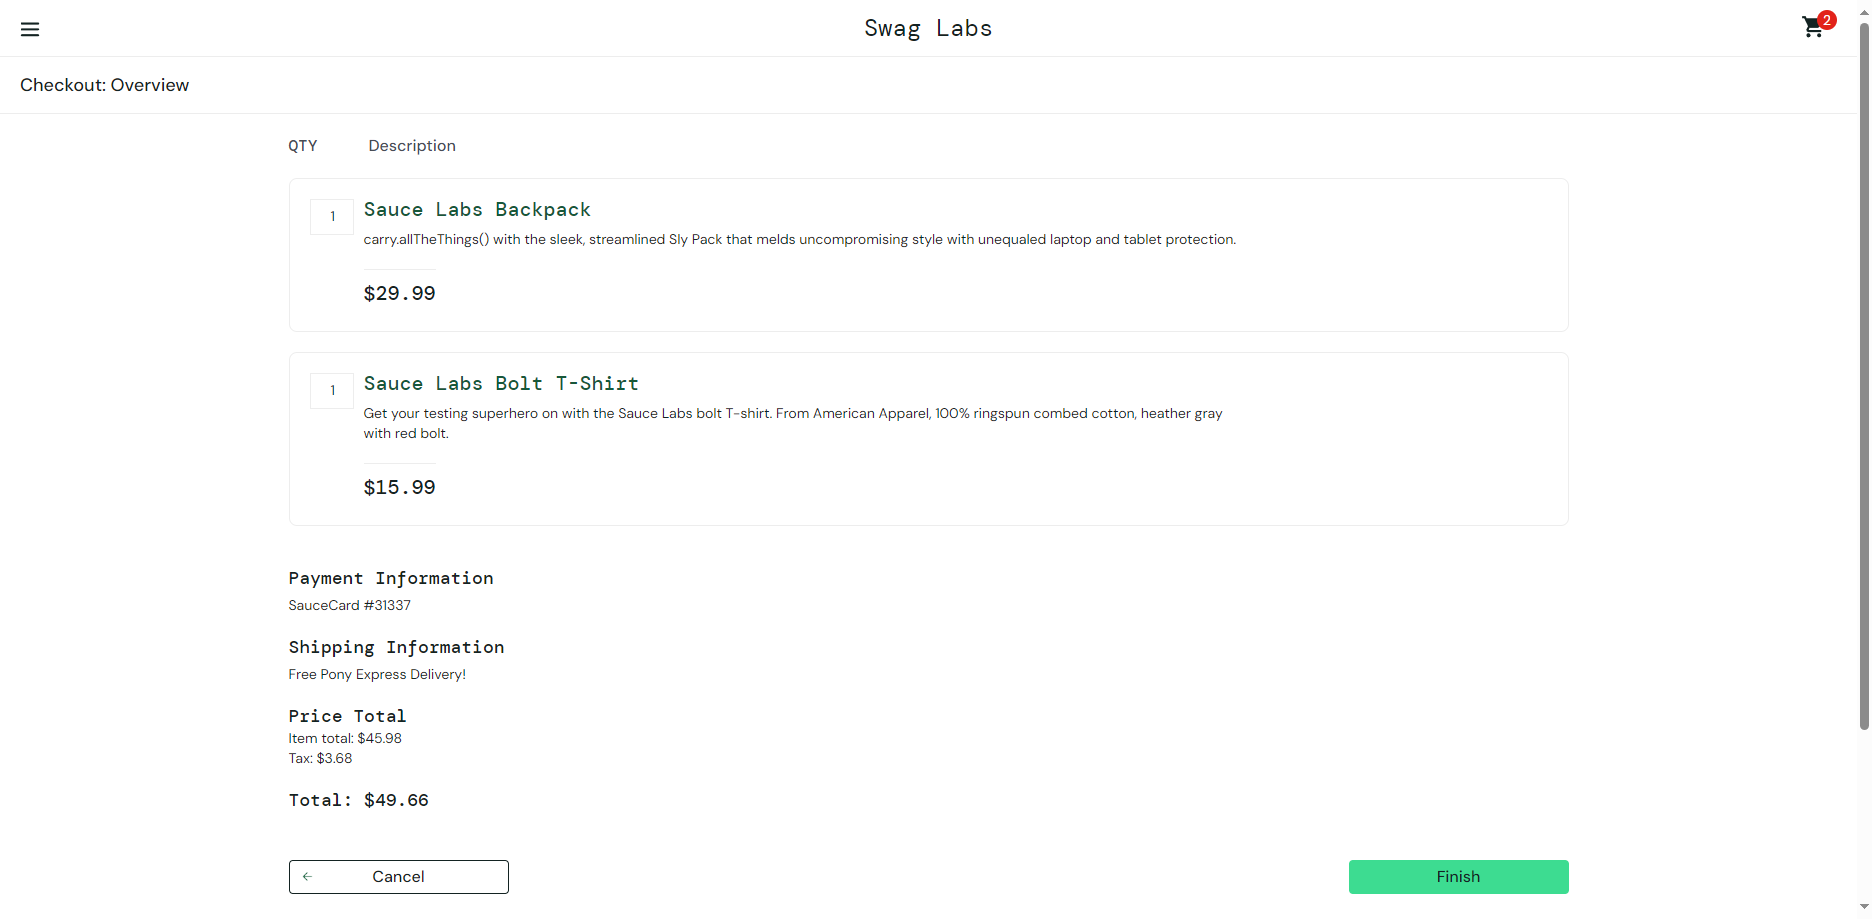 Swag Labs
2
Checkout: Overview
QTY Description
1
Sauce Labs Backpack
carry.allTheThings() with the sleek, streamlined Sly Pack that melds uncompromising style with unequaled laptop and tablet protection.
$29.99
1
Sauce Labs Bolt T-Shirt
Get your testing superhero on with the Sauce Labs bolt T-shirt. From American Apparel, 100% ringspun combed cotton, heather gray
with red bolt.
$15.99
Payment Information
SauceCard #31337
Shipping Information
Free Pony Express Delivery!
Price Total
Item total: $45.98
Tax: $3.68
Total: $49.66
Cancel
Finish